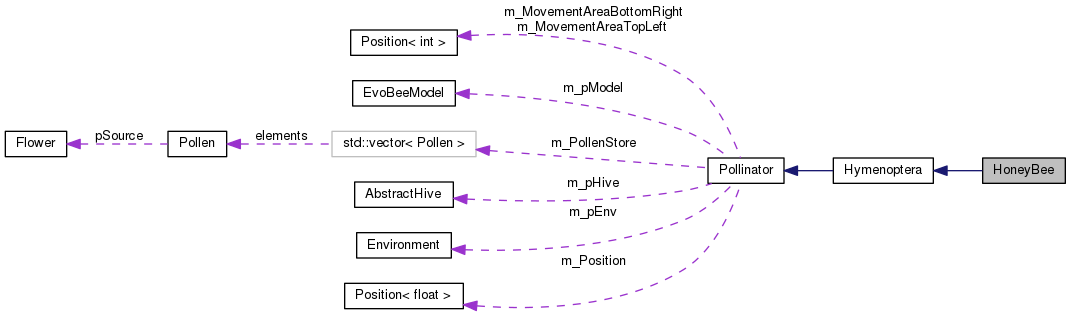 m_MovementAreaBottomRight
m_MovementAreaTopLeft
Position< int >
EvoBeeModel
m_pModel
Flower
pSource
Pollen
elements
std::vector< Pollen >
m_PollenStore
Pollinator
Hymenoptera
HoneyBee
AbstractHive
m_pHive
Environment
m_pEnv
Position< float >
m_Position